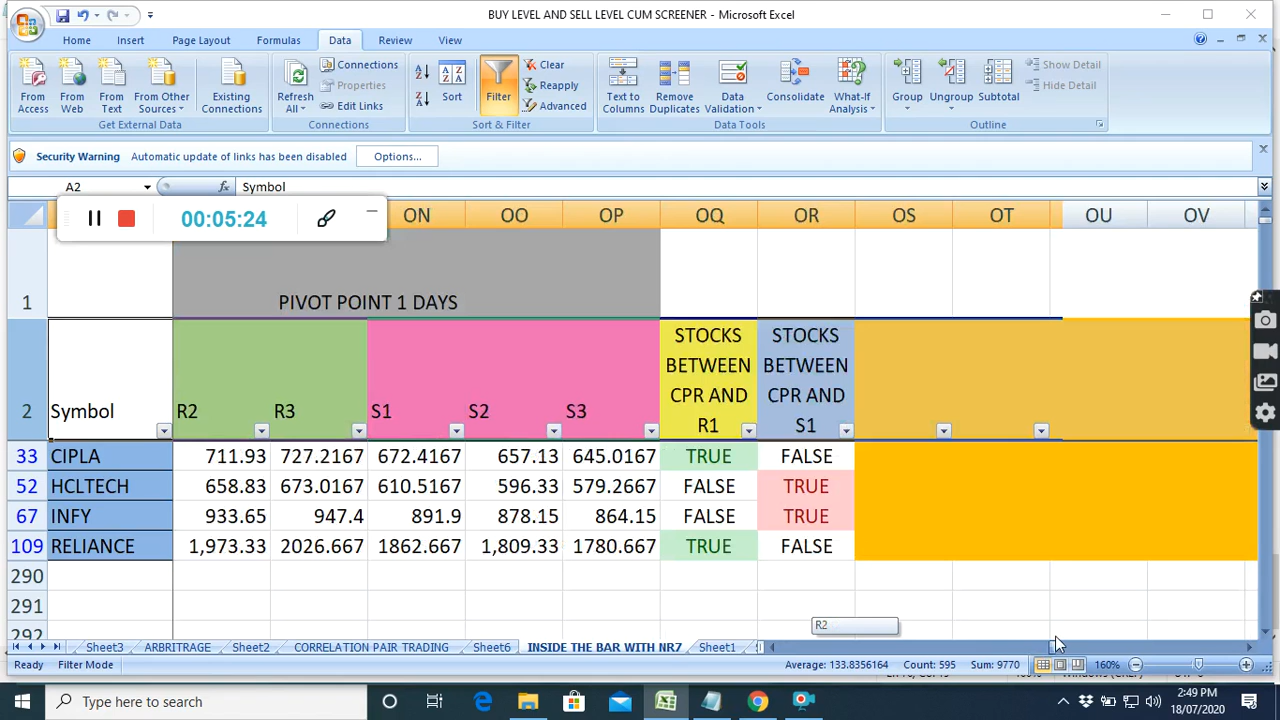 BUY LEVEL AND SELL LEVEL CUM SCREENER - Microsoft Excel
Home Insert Page Layout Formulas Data Review View
From Access
From Web
From Text
From Other Sources
Existing Connections
Get External Data
Refresh All
Connections
Properties
Edit Links
Connections
Sort
Filter
Clear
Reapply
Advanced
Sort & Filter
Text to Columns
Remove Duplicates
Data Validation
Consolidate
What-If Analysis
Data Tools
Group
Ungroup
Subtotal
Show Detail
Hide Detail
Outline
Security Warning Automatic update of links has been disabled Options...
A2 fx Symbol
00:05:24
ON OO OP OQ OR OS OT OU OV
1 PIVOT POINT 1 DAYS
2 Symbol R2 R3 S1 S2 S3
STOCKS BETWEEN CPR AND R1
STOCKS BETWEEN CPR AND S1
33 CIPLA 711.93 727.2167 672.4167 657.13 645.0167 TRUE FALSE
52 HCLTECH 658.83 673.0167 610.5167 596.33 579.2667 FALSE TRUE
67 INFY 933.65 947.4 891.9 878.15 864.15 FALSE TRUE
109 RELIANCE 1,973.33 2026.667 1862.667 1,809.33 1780.667 TRUE FALSE
290
291
292
R2
Sheet3 ARBITRAGE Sheet2 CORRELATION PAIR TRADING Sheet6 INSIDE THE BAR WITH NR7 Sheet1
Ready Filter Mode Average: 133.8356164 Count: 595 Sum: 9770 160%
Type here to search
2:49 PM
18/07/2020